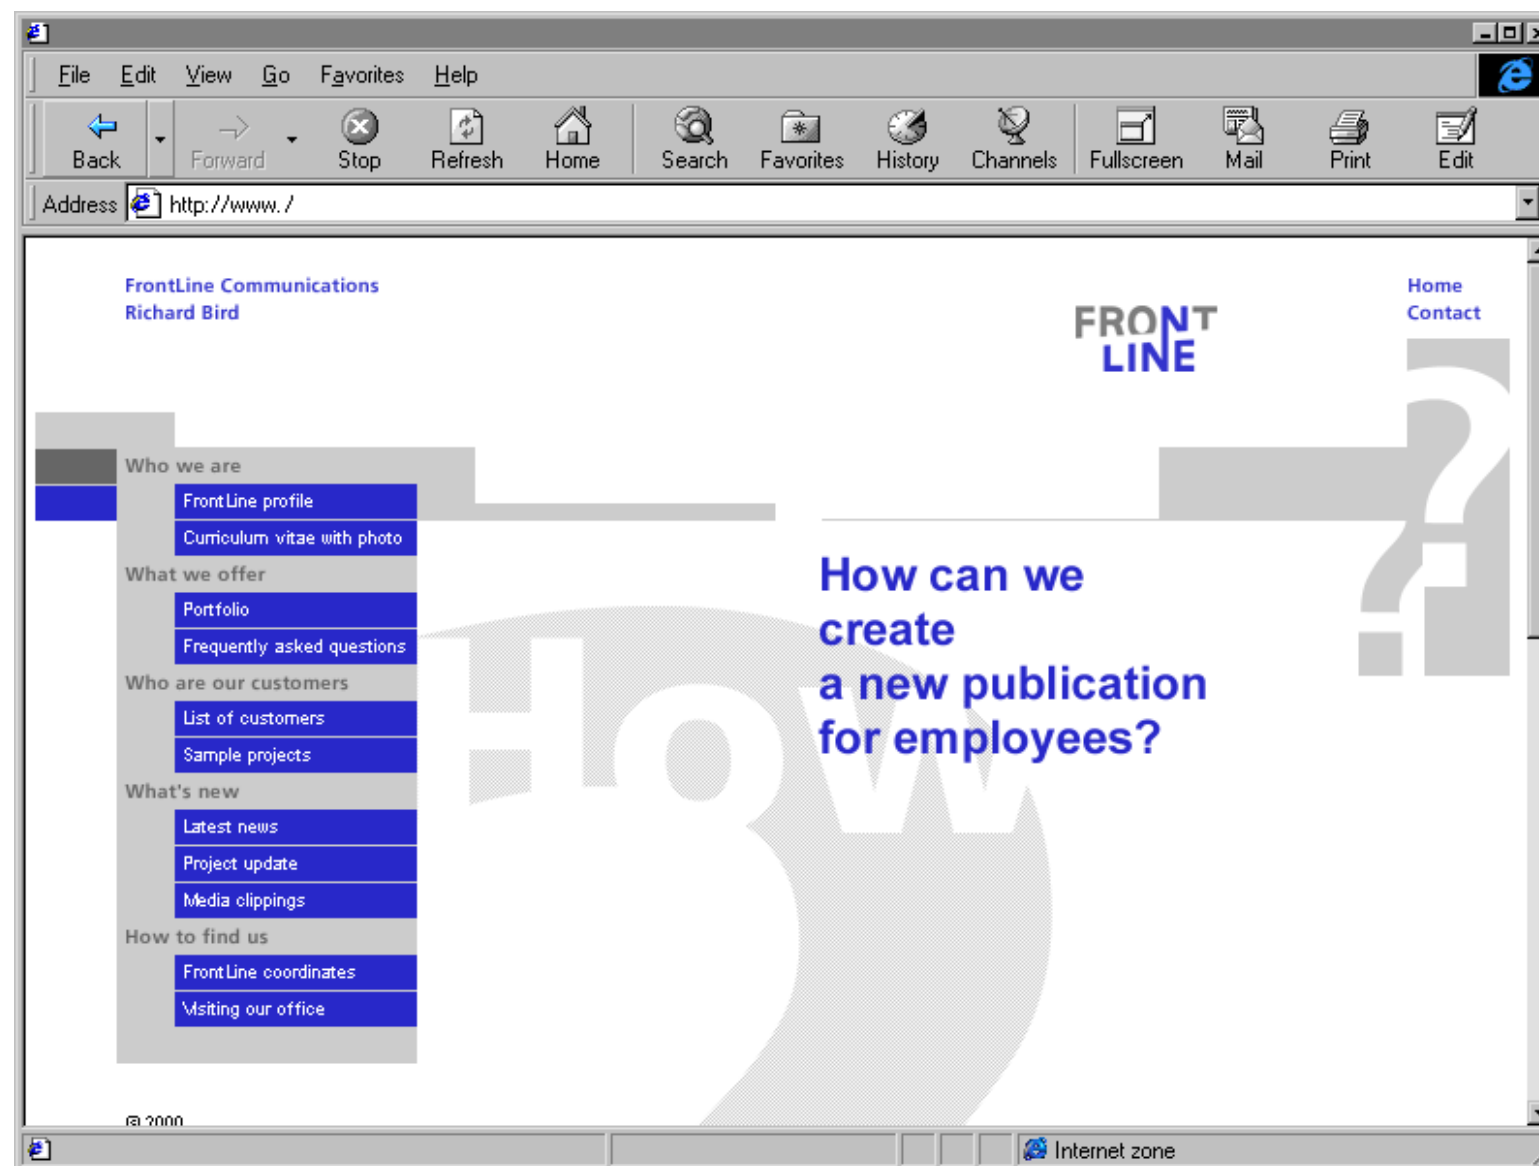 File Edit View Go Favorites Help
Back Forward Stop Refresh Home Search Favorites History Channels Fullscreen Mail Print Edit
Address http://www. /
FrontLine Communications
Richard Bird
FRONT
LINE
Home
Contact
Who we are
FrontLine profile
Curriculum vitae with photo
What we offer
Portfolio
Frequently asked questions
Who are our customers
List of customers
Sample projects
What's new
Latest news
Project update
Media clippings
How to find us
FrontLine coordinates
Visiting our office
How
?
?
How can we
create
a new publication
for employees?
© 2000
Internet zone